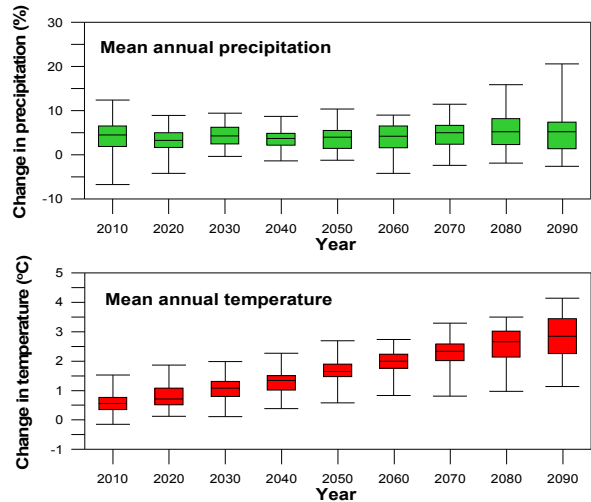 Change in precipitation (%)
30
20
10
0
-10
Mean annual precipitation
2010 2020 2030 2040 2050 2060 2070 2080 2090
Year
Change in temperature (°C)
5
4
3
2
1
0
-1
Mean annual temperature
2010 2020 2030 2040 2050 2060 2070 2080 2090
Year